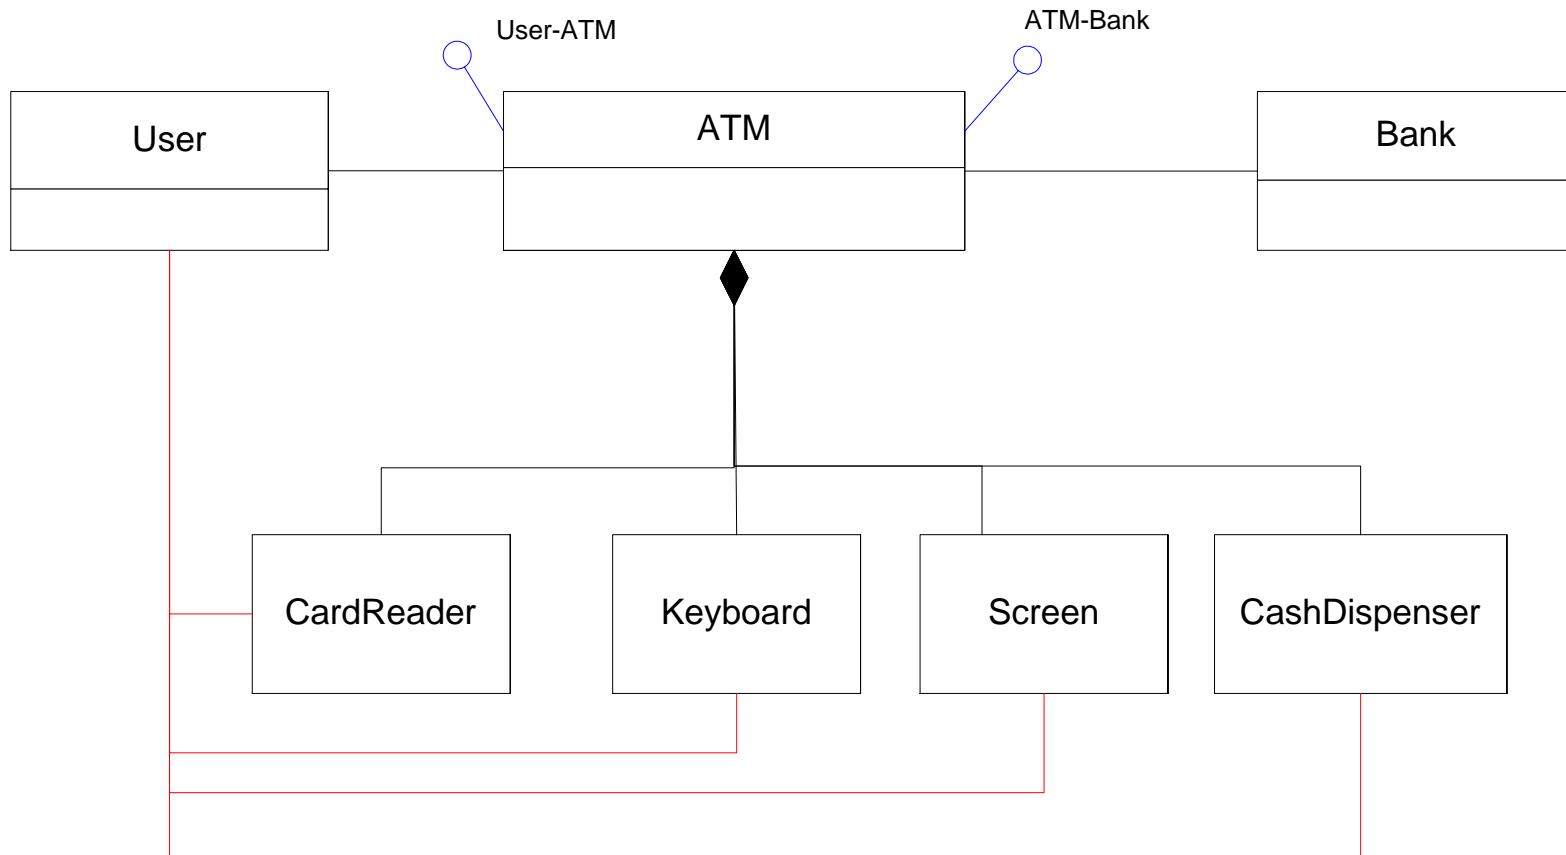 User-ATM
ATM-Bank
User
ATM
Bank
CardReader
Keyboard
Screen
CashDispenser